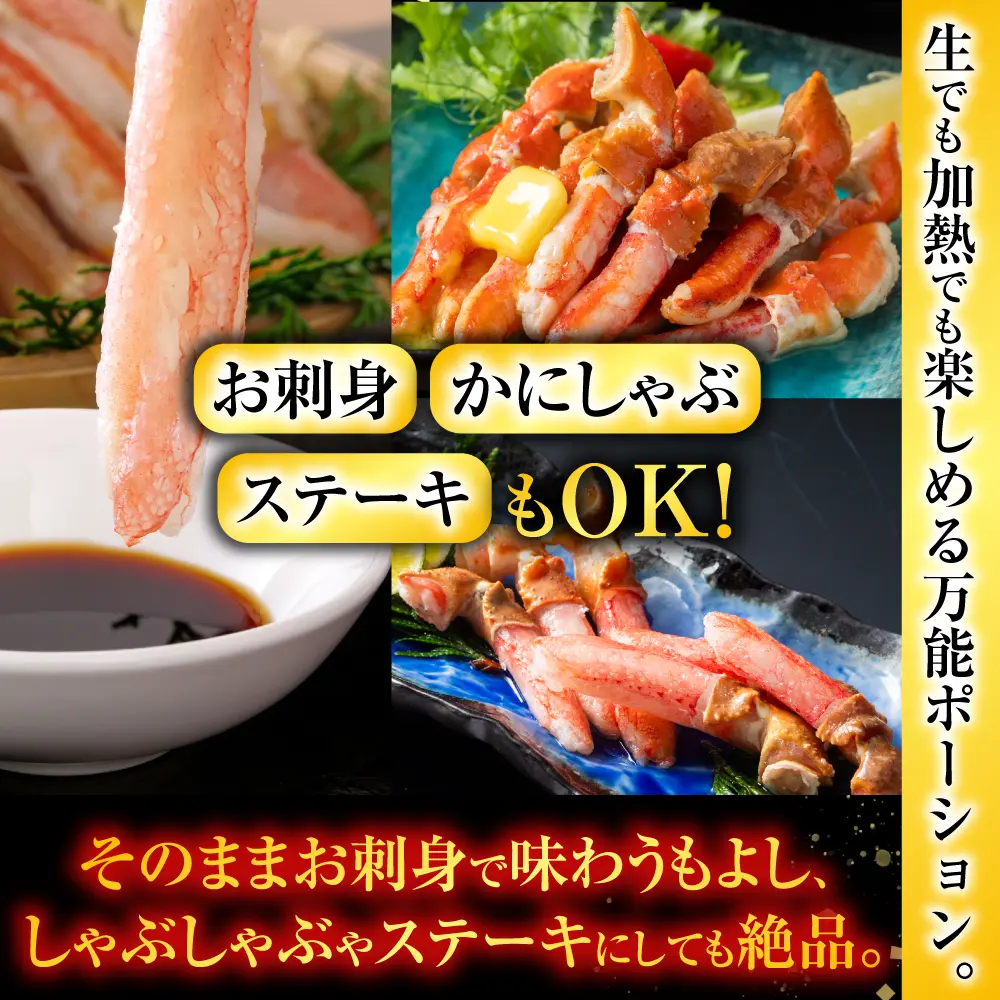 生でも加熱でも楽しめる万能ポーション。
お刺身 かにしゃぶ
ステーキ もOK!
そのままお刺身で味わうもよし、
しゃぶしゃぶやステーキにしても絶品。